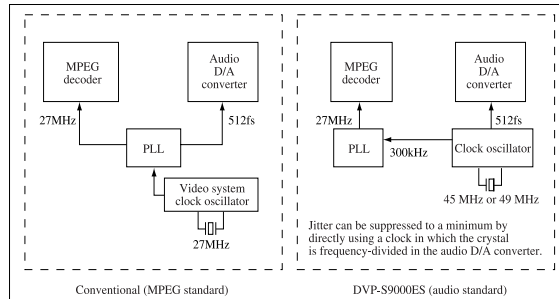 MPEG
decoder
Audio
D/A
converter
27MHz
512fs
PLL
Video system
clock oscillator
27MHz
Conventional (MPEG standard)
MPEG
decoder
Audio
D/A
converter
27MHz
512fs
PLL
300kHz
Clock oscillator
45 MHz or 49 MHz
Jitter can be suppressed to a minimum by
directly using a clock in which the crystal
is frequency-divided in the audio D/A converter.
DVP-S9000ES (audio standard)